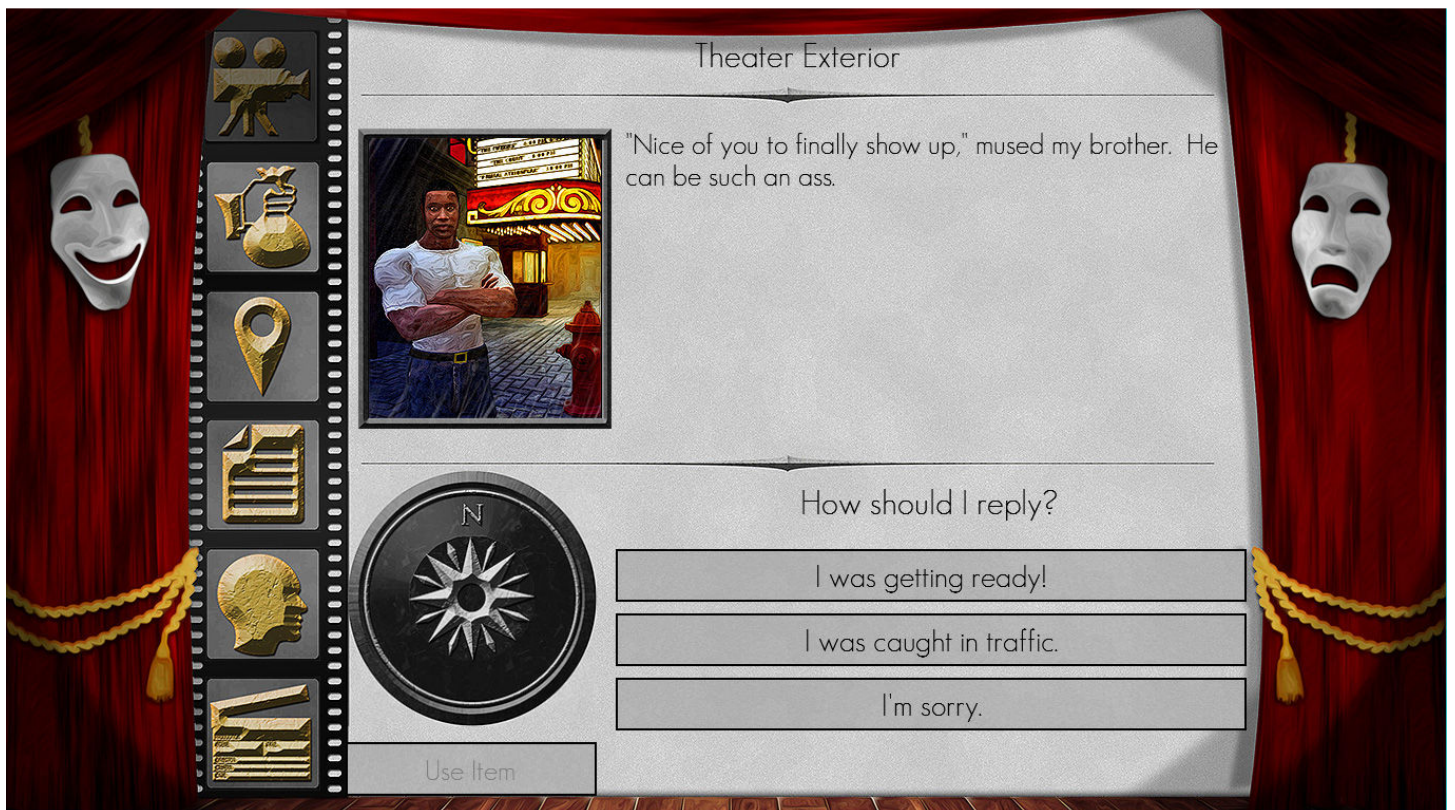 Theater Exterior
"Nice of you to finally show up," mused my brother.  He
can be such an ass.
N
How should I reply?
I was getting ready!
I was caught in traffic.
I'm sorry.
Use Item